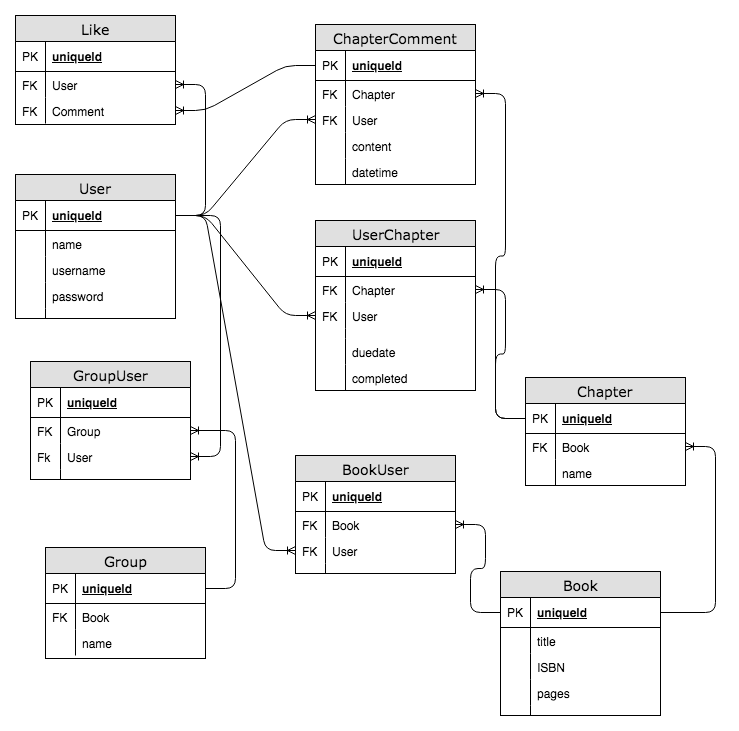 Like
PK uniqueId
FK User
FK Comment
ChapterComment
PK uniqueId
FK Chapter
FK User
content
datetime
User
PK uniqueId
name
username
password
UserChapter
PK uniqueId
FK Chapter
FK User
duedate
completed
GroupUser
PK uniqueId
FK Group
Fk User
Chapter
PK uniqueId
FK Book
name
BookUser
PK uniqueId
FK Book
FK User
Group
PK uniqueId
FK Book
name
Book
PK uniqueId
title
ISBN
pages